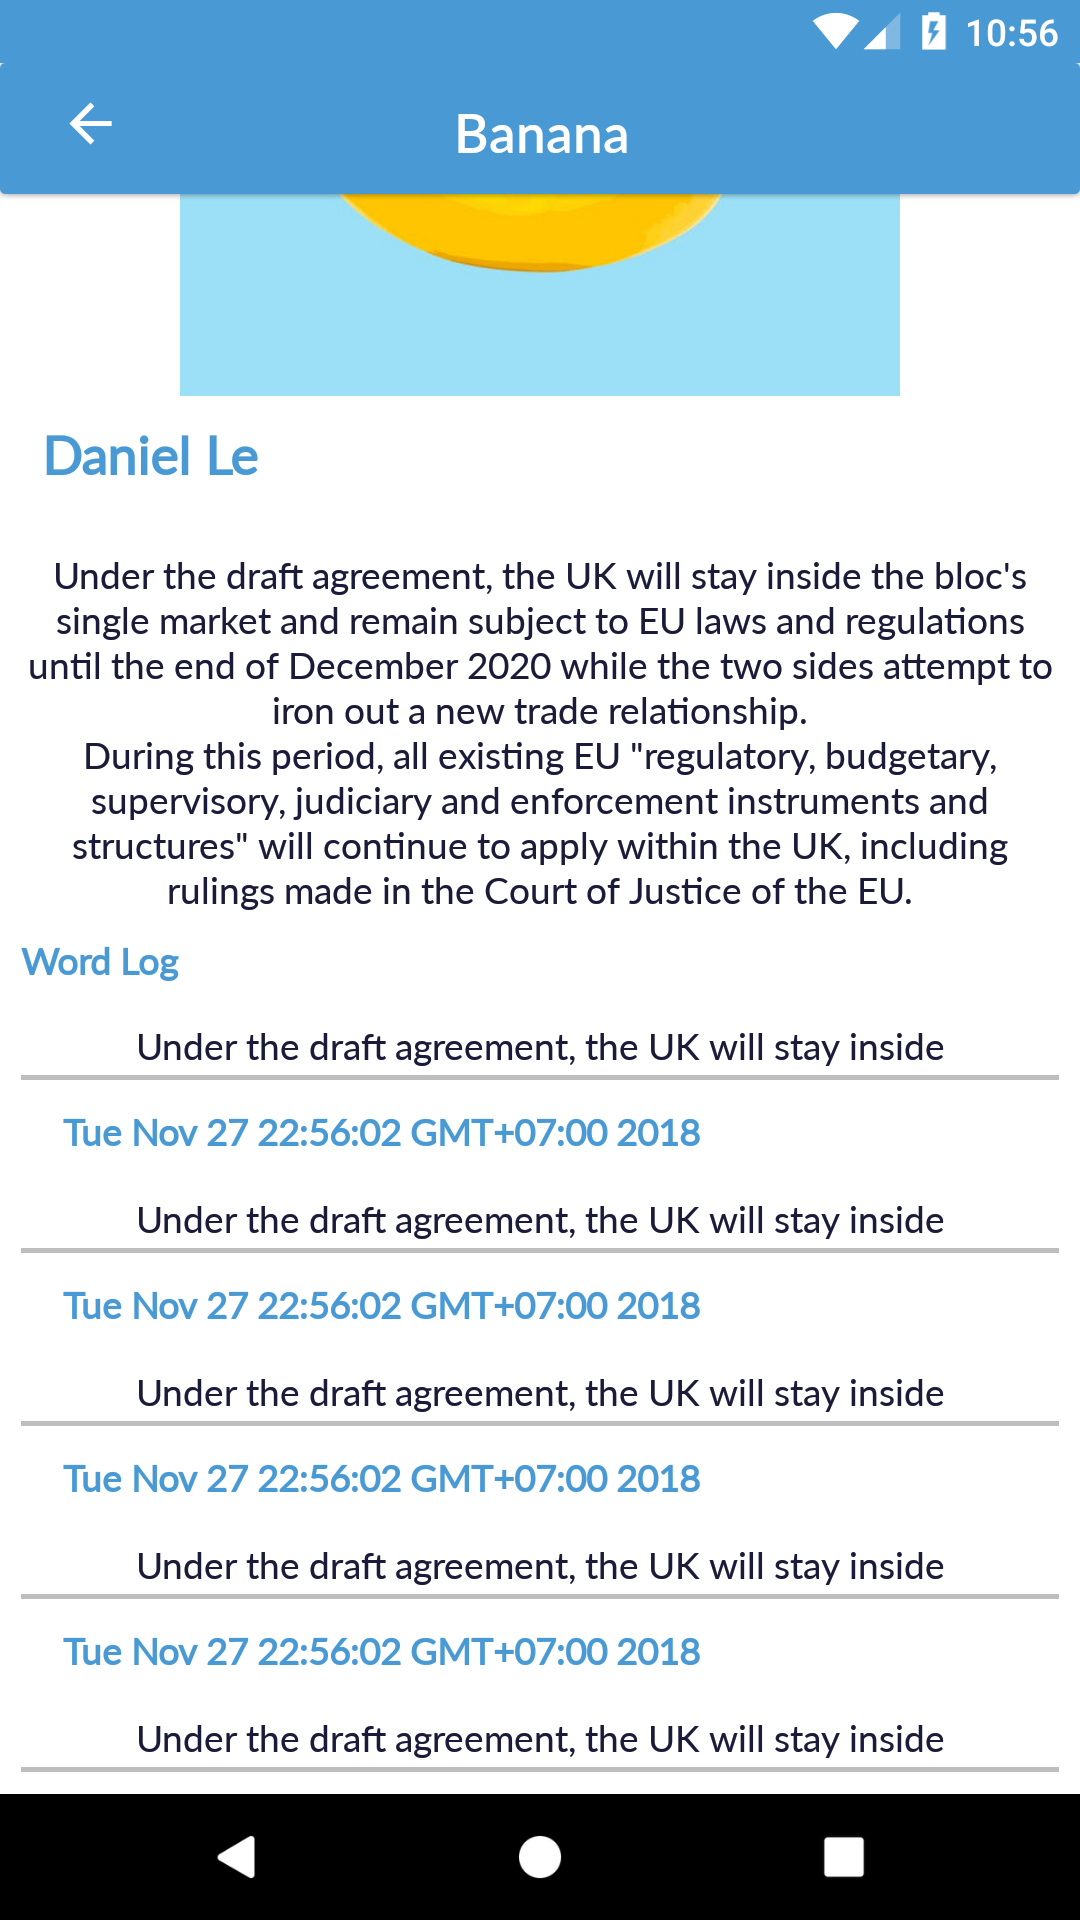 10:56
Banana
Daniel Le
Under the draft agreement, the UK will stay inside the bloc's
single market and remain subject to EU laws and regulations
until the end of December 2020 while the two sides attempt to
iron out a new trade relationship.
During this period, all existing EU "regulatory, budgetary,
supervisory, judiciary and enforcement instruments and
structures" will continue to apply within the UK, including
rulings made in the Court of Justice of the EU.
Word Log
Under the draft agreement, the UK will stay inside
Tue Nov 27 22:56:02 GMT+07:00 2018
Under the draft agreement, the UK will stay inside
Tue Nov 27 22:56:02 GMT+07:00 2018
Under the draft agreement, the UK will stay inside
Tue Nov 27 22:56:02 GMT+07:00 2018
Under the draft agreement, the UK will stay inside
Tue Nov 27 22:56:02 GMT+07:00 2018
Under the draft agreement, the UK will stay inside